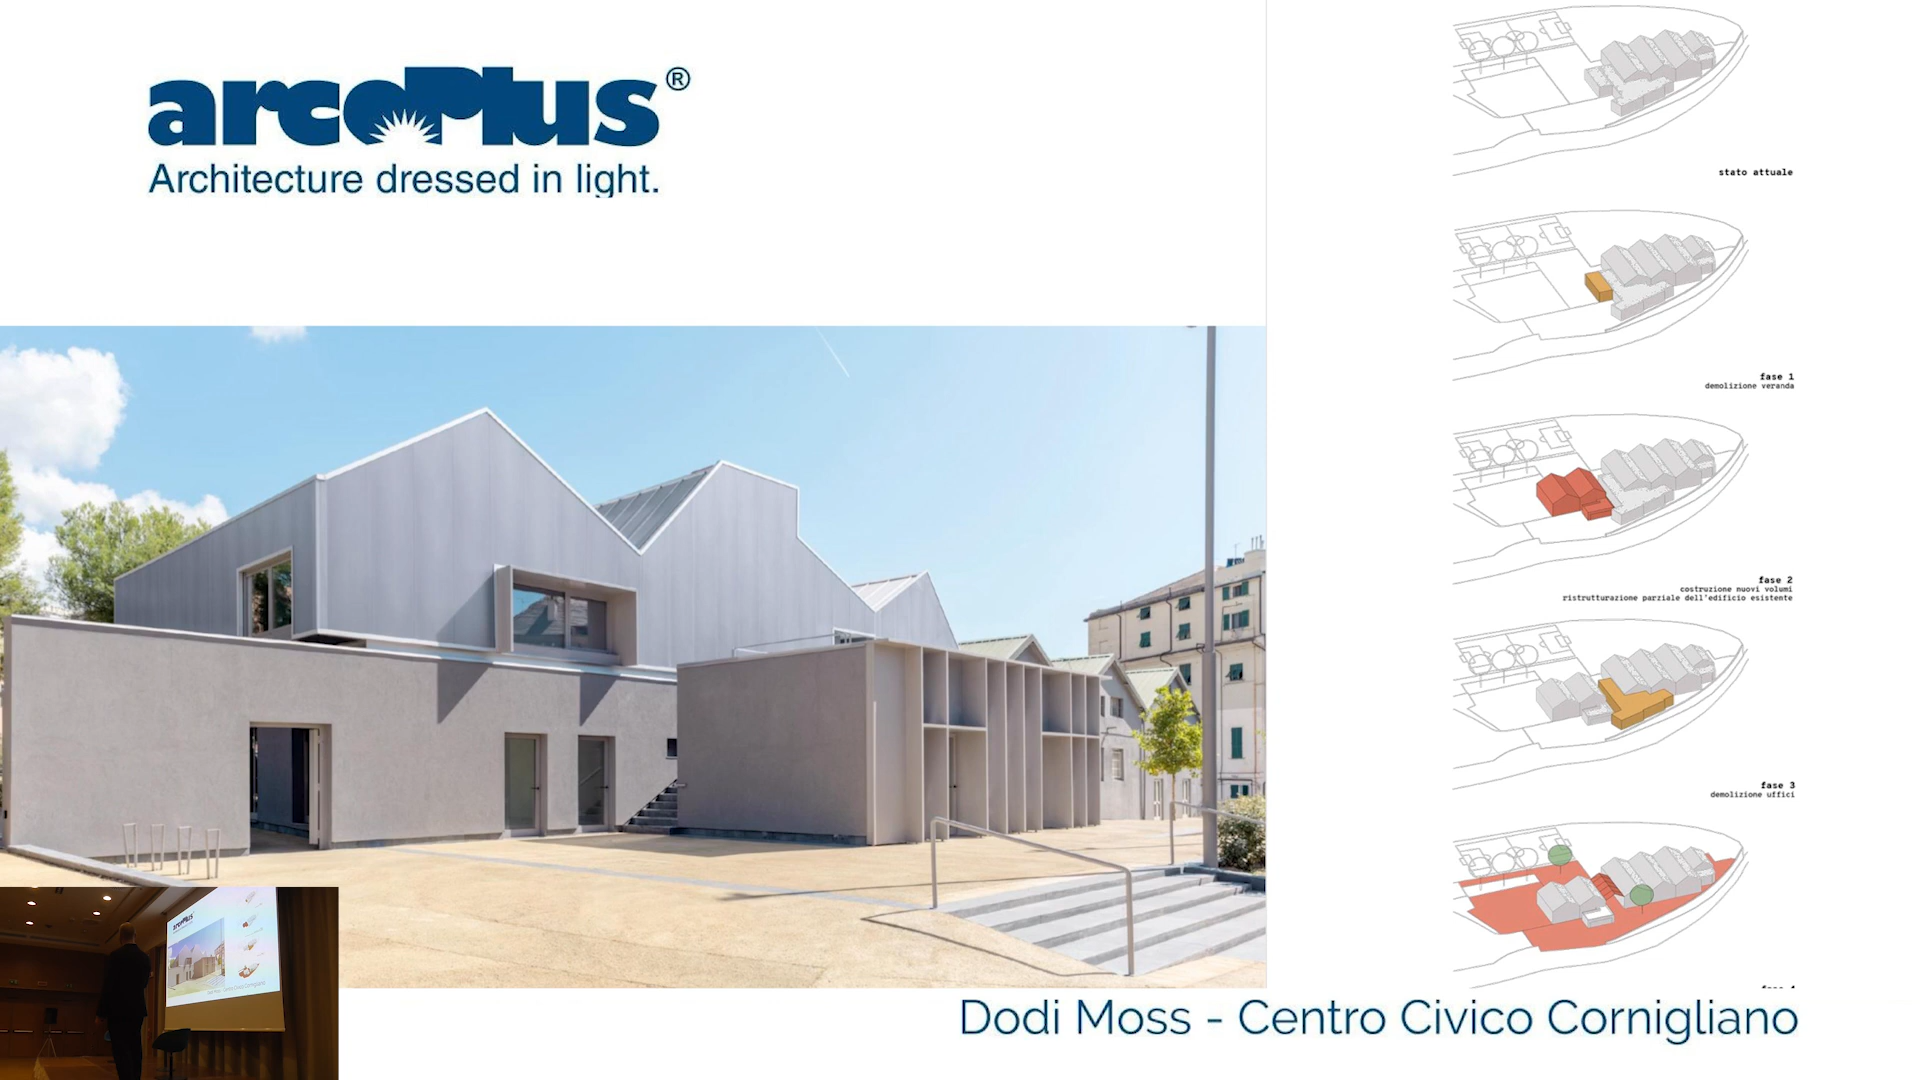 arcoPlus®
Architecture dressed in light.
stato attuale
fase 1
demolizione veranda
fase 2
costruzione nuovi volumi
ristrutturazione parziale dell'edificio esistente
fase 3
demolizione uffici
Dodi Moss - Centro Civico Cornigliano
arcoPlus